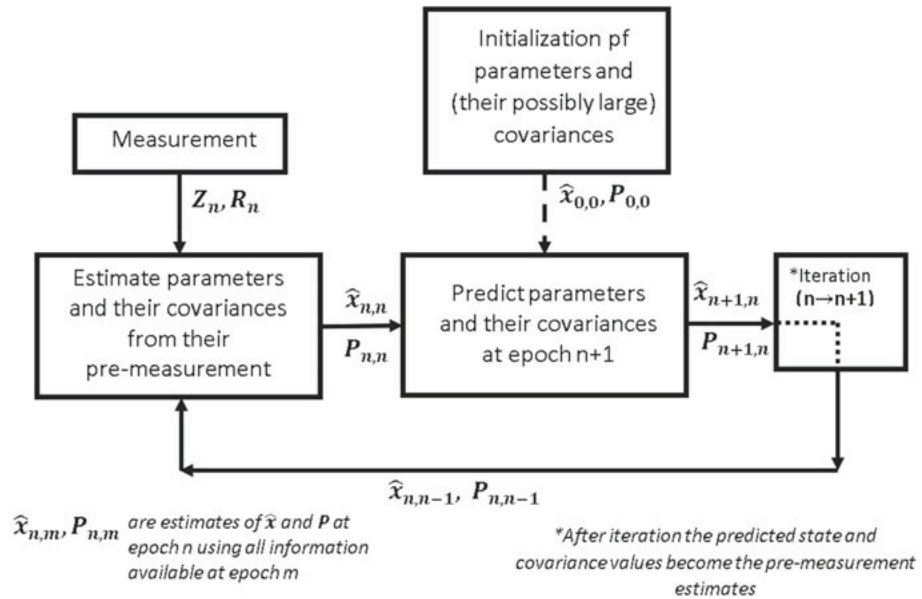 Initialization pf
parameters and
(their possibly large)
covariances
Measurement
Zₙ, Rₙ
x̂₀,₀, P₀,₀
Estimate parameters
and their covariances
from their
pre-measurement
x̂ₙ,ₙ
Pₙ,ₙ
Predict parameters
and their covariances
at epoch n+1
x̂ₙ₊₁,ₙ
Pₙ₊₁,ₙ
*Iteration
(n→n+1)
x̂ₙ,ₙ₋₁, Pₙ,ₙ₋₁
x̂ₙ,ₘ, Pₙ,ₘ are estimates of x̂ and P at
epoch n using all information
available at epoch m
*After iteration the predicted state and
covariance values become the pre-measurement
estimates